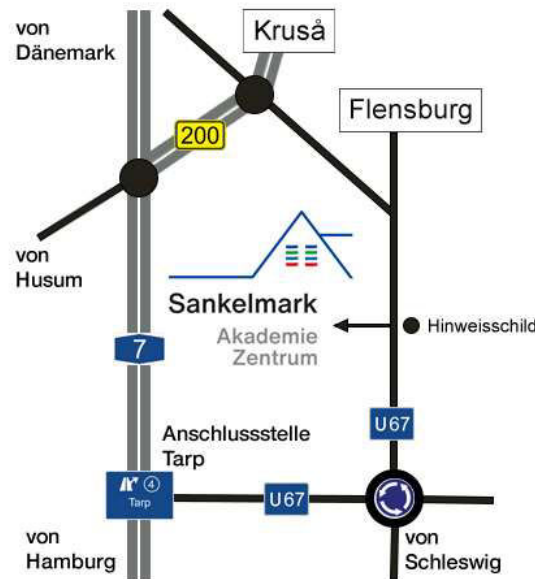 von
Dänemark
Kruså
Flensburg
200
von
Husum
Sankelmark
Akademie
Zentrum
Hinweisschild
7
U67
Anschlussstelle
Tarp
4
Tarp
U67
von
Hamburg
von
Schleswig